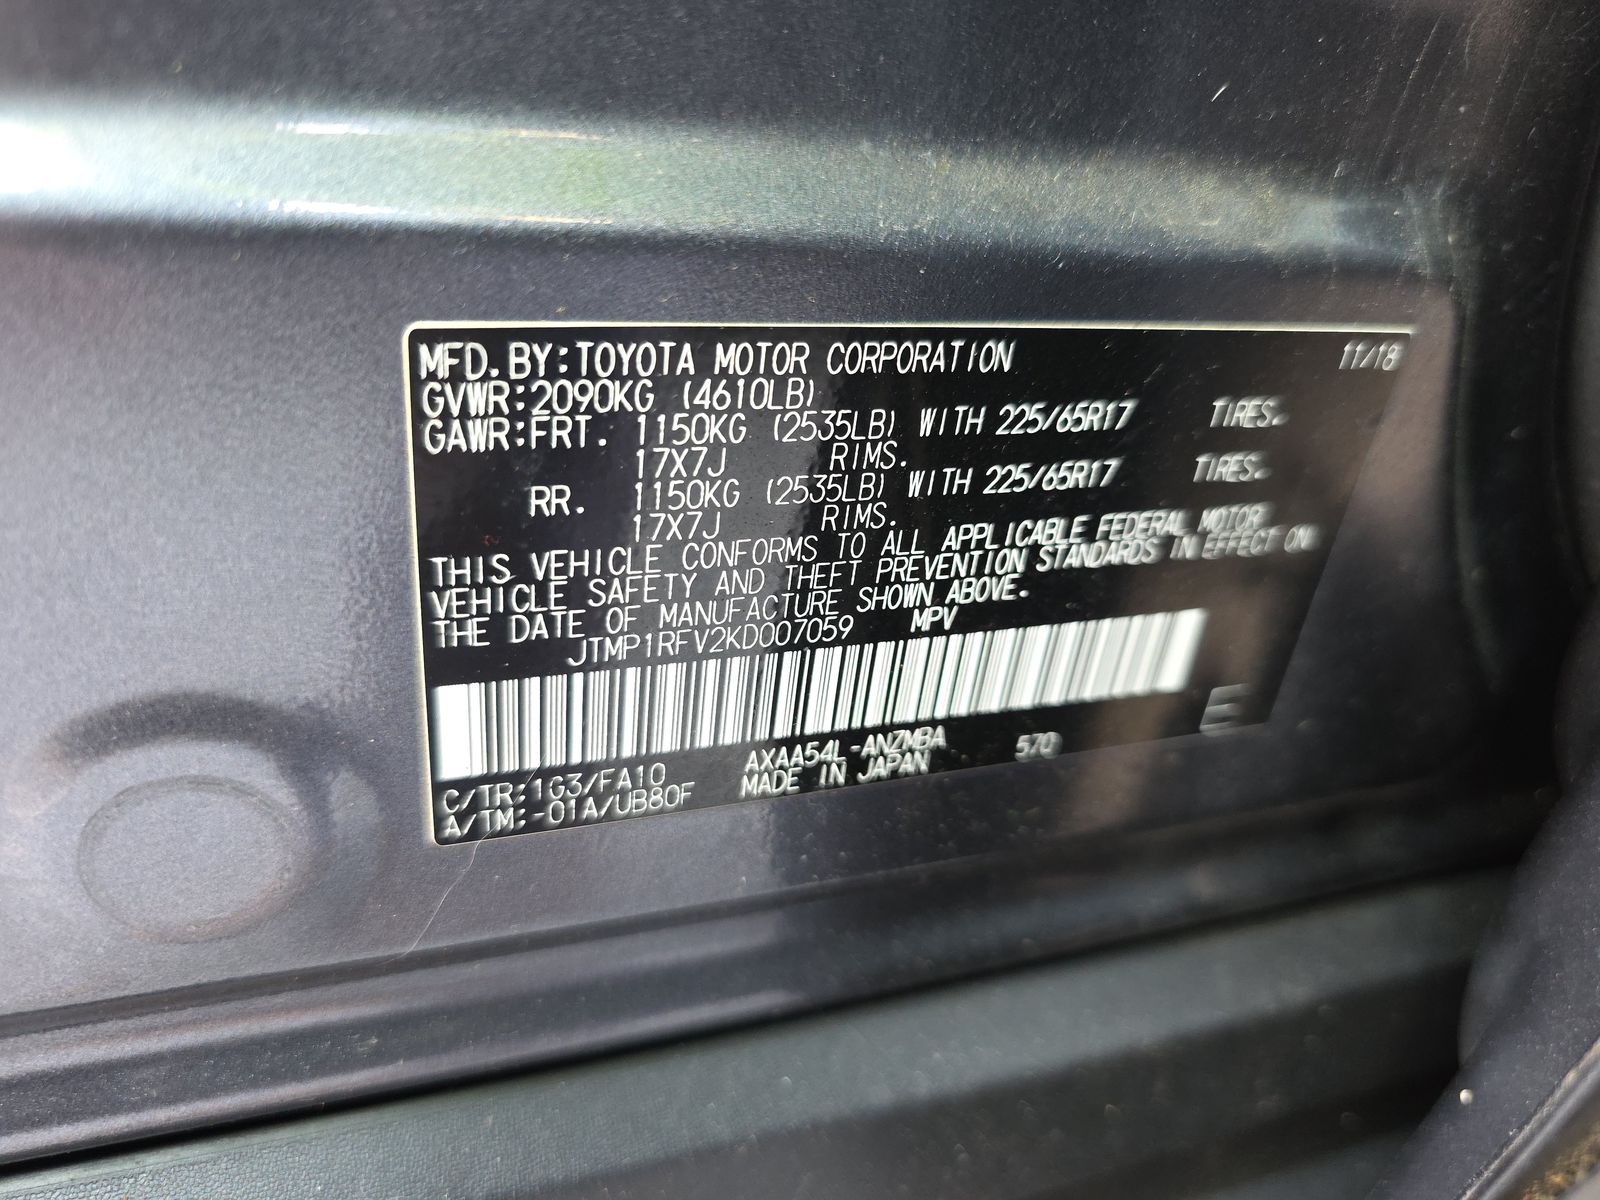 MFD. BY: TOYOTA MOTOR CORPORATION 11/18
GVWR: 2090KG (4610LB)
GAWR: FRT. 1150KG (2535LB) WITH 225/65R17 TIRES.
17X7J RIMS.
RR. 1150KG (2535LB) WITH 225/65R17 TIRES.
17X7J RIMS.
THIS VEHICLE CONFORMS TO ALL APPLICABLE FEDERAL MOTOR
VEHICLE SAFETY AND THEFT PREVENTION STANDARDS IN EFFECT ON
THE DATE OF MANUFACTURE SHOWN ABOVE.
JTMP1RFV2KD007059 MPV
C/TR: 1G3/FA10 AXAA54L-ANZMBA 570 E
A/TM: -01A/UB80F MADE IN JAPAN